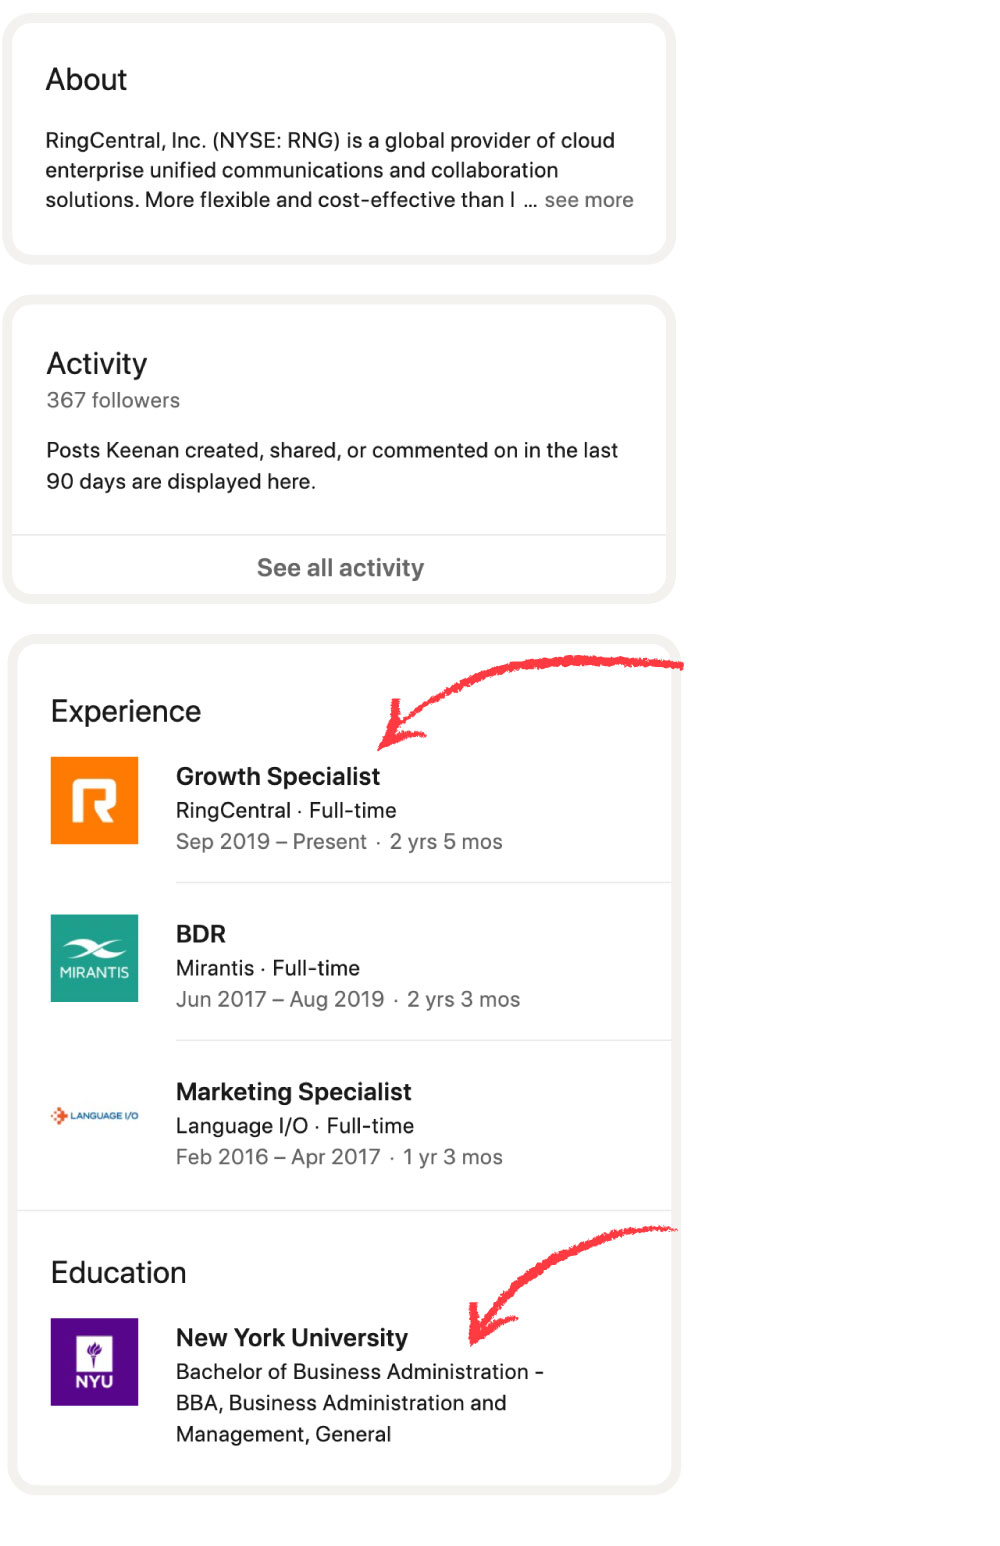 About
RingCentral, Inc. (NYSE: RNG) is a global provider of cloud
enterprise unified communications and collaboration
solutions. More flexible and cost-effective than l ... see more
Activity
367 followers
Posts Keenan created, shared, or commented on in the last
90 days are displayed here.
See all activity
Experience
R
Growth Specialist
RingCentral · Full-time
Sep 2019 – Present · 2 yrs 5 mos
MIRANTIS
BDR
Mirantis · Full-time
Jun 2017 – Aug 2019 · 2 yrs 3 mos
LANGUAGE I/O
Marketing Specialist
Language I/O · Full-time
Feb 2016 – Apr 2017 · 1 yr 3 mos
Education
NYU
New York University
Bachelor of Business Administration -
BBA, Business Administration and
Management, General